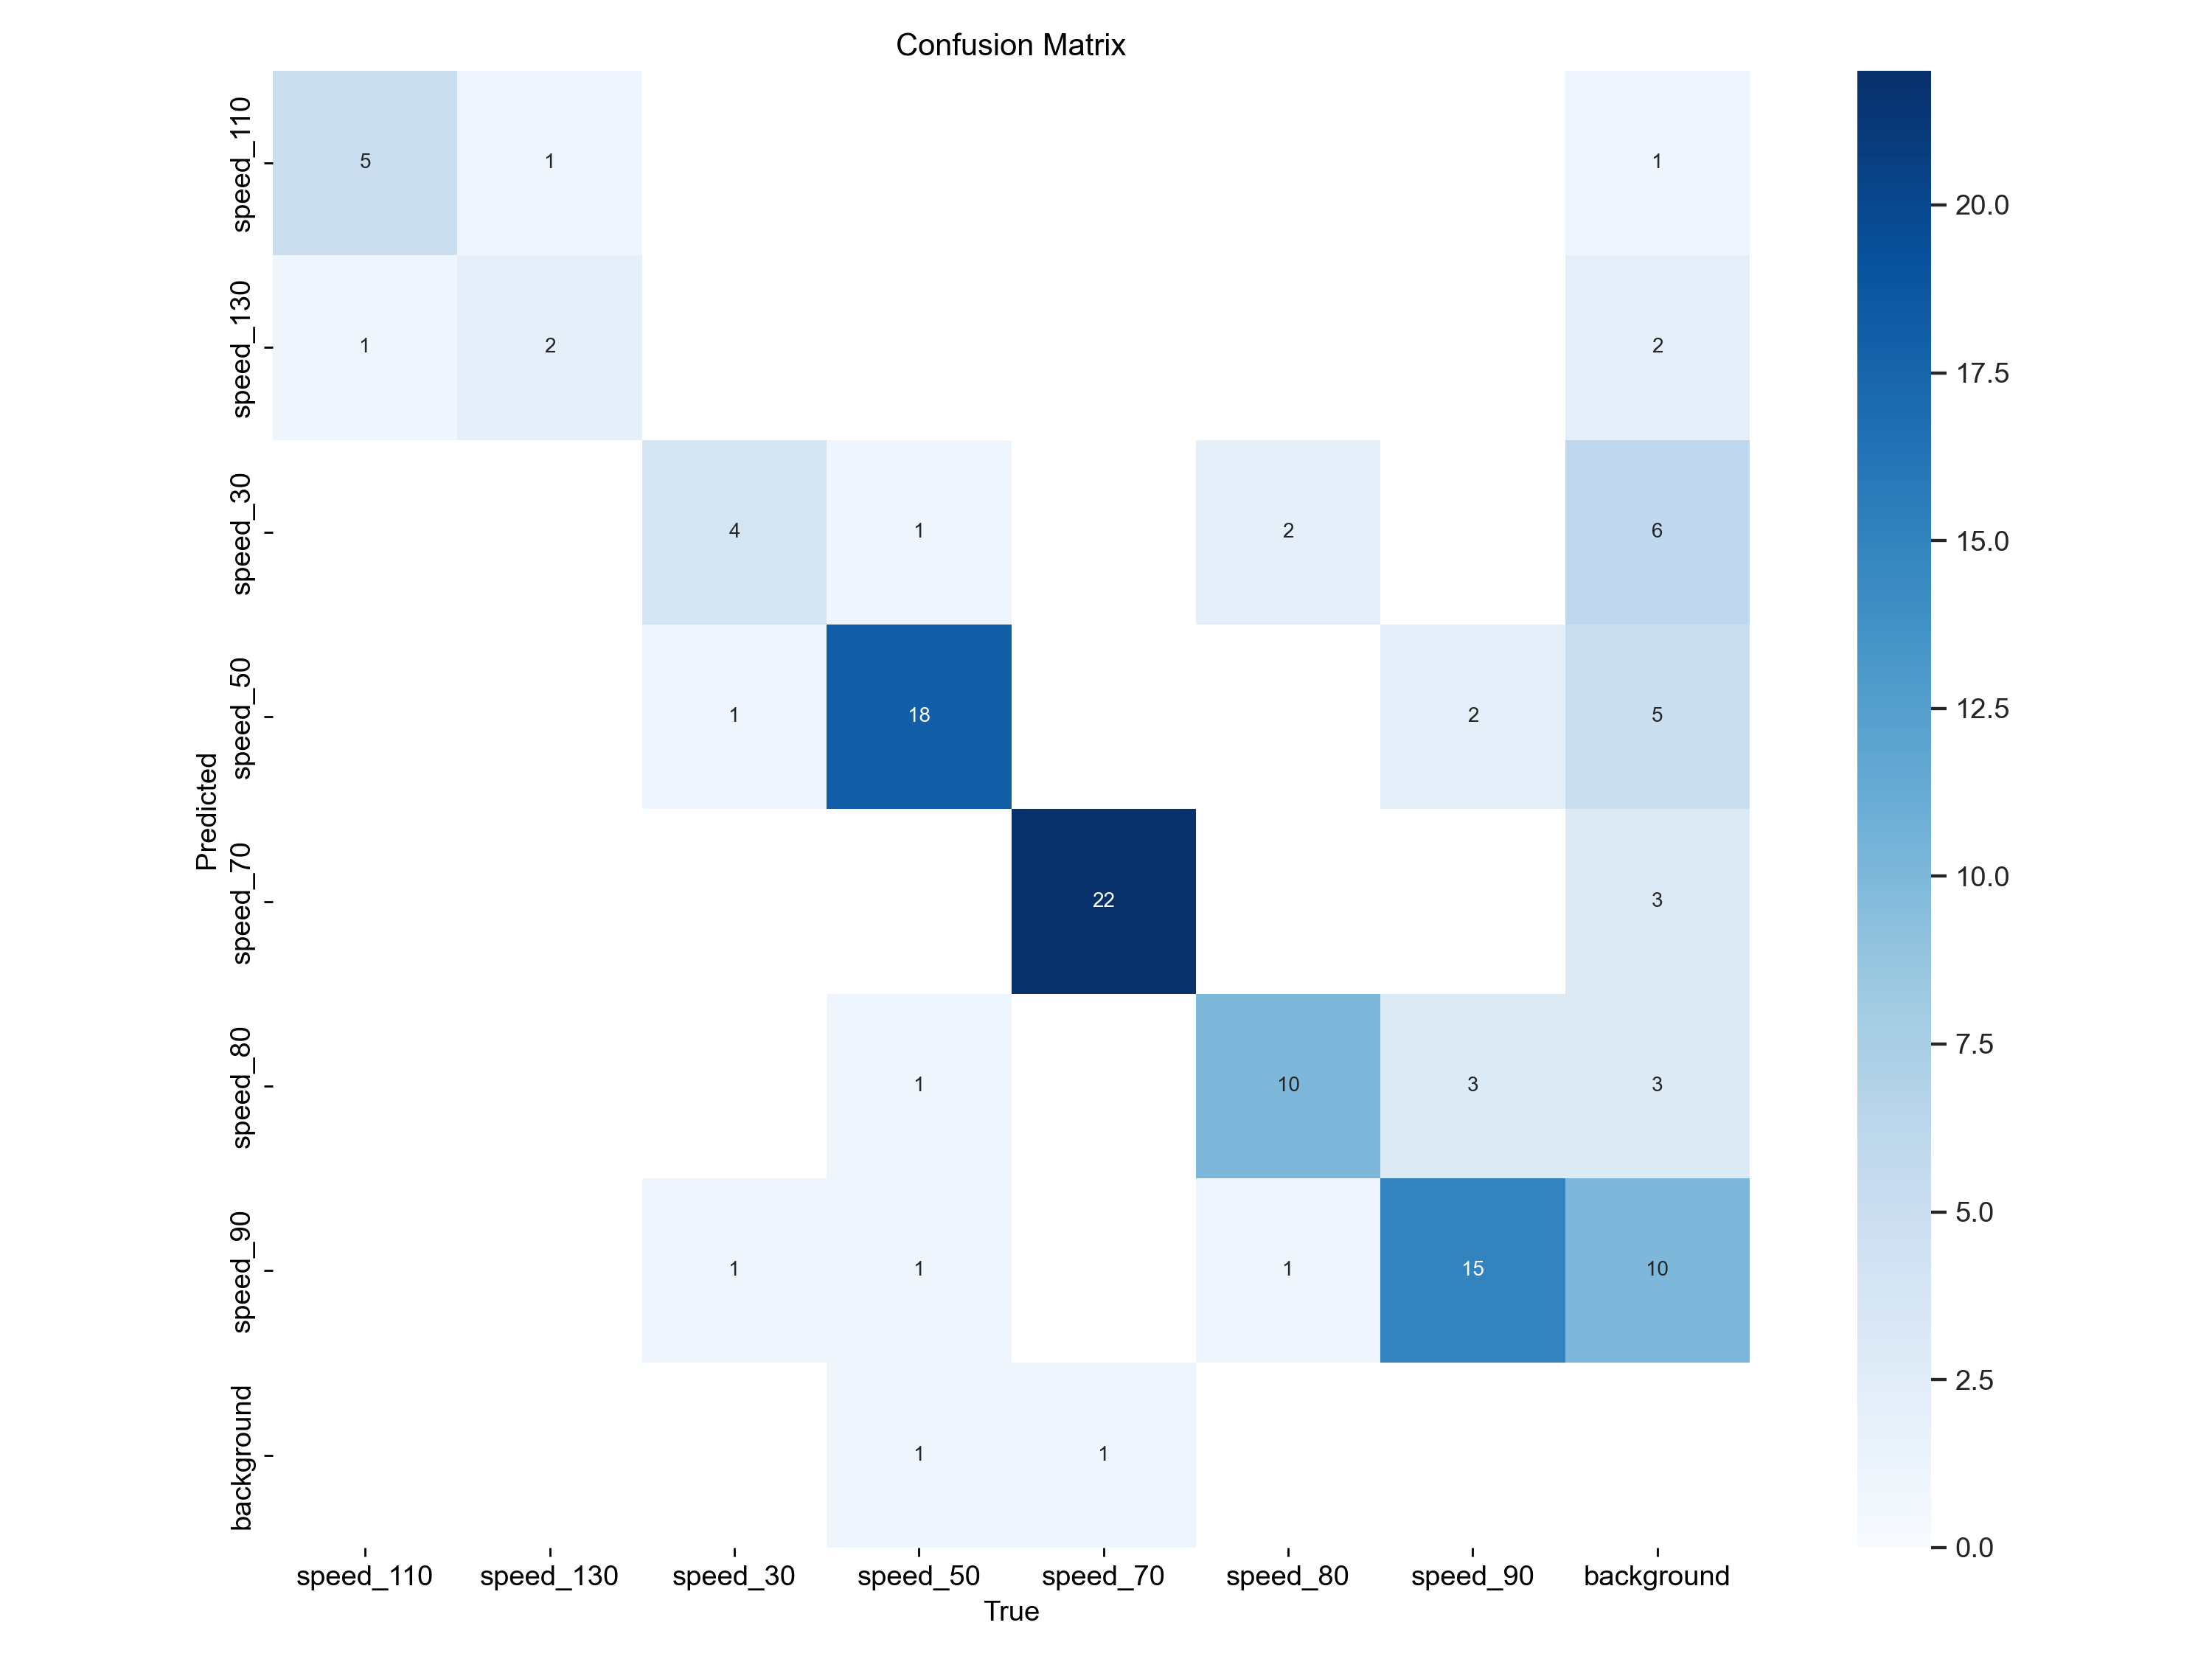 Confusion Matrix
speed_110
5
1
1
speed_130
1
2
2
speed_30
4
1
2
6
speed_50
1
18
2
5
speed_70
22
3
speed_80
1
10
3
3
speed_90
1
1
1
15
10
background
1
1
Predicted
speed_110
speed_130
speed_30
speed_50
speed_70
speed_80
speed_90
background
True
20.0
17.5
15.0
12.5
10.0
7.5
5.0
2.5
0.0